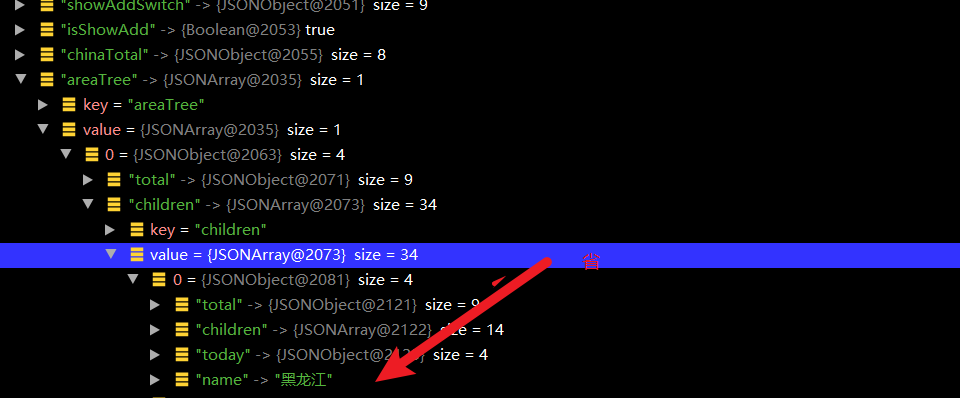 "showAddSwitch" -> {JSONObject@2051} size = 9
"isShowAdd" -> {Boolean@2053} true
"chinaTotal" -> {JSONObject@2055} size = 8
"areaTree" -> {JSONArray@2035} size = 1
key = "areaTree"
value = {JSONArray@2035} size = 1
0 = {JSONObject@2063} size = 4
"total" -> {JSONObject@2071} size = 9
"children" -> {JSONArray@2073} size = 34
key = "children"
value = {JSONArray@2073} size = 34 省
0 = {JSONObject@2081} size = 4
"total" -> {JSONObject@2121} size = 9
"children" -> {JSONArray@2122} size = 14
"today" -> size = 4
"name" -> "黑龙江"